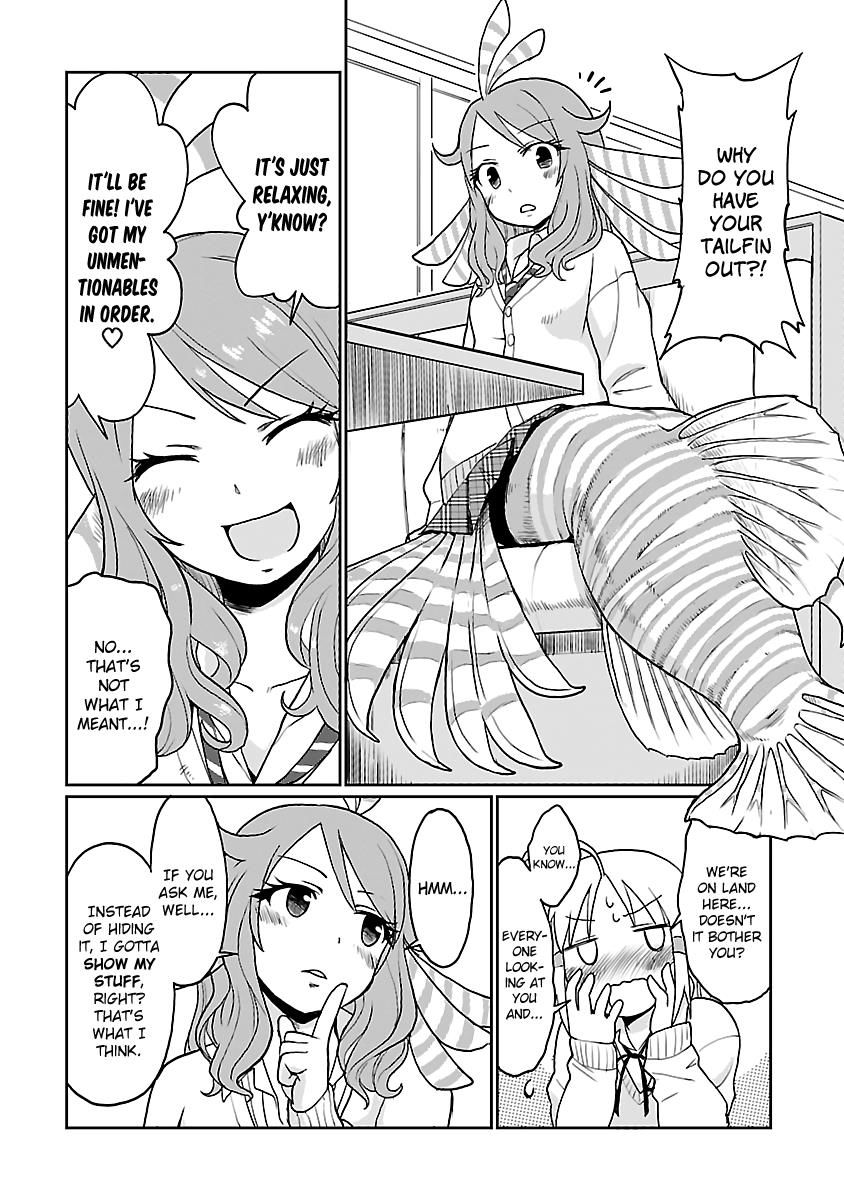 WHY
DO YOU
HAVE
YOUR
TAILFIN
OUT?!
IT'S JUST
RELAXING,
Y'KNOW?
IT'LL BE
FINE! I'VE
GOT MY
UNMEN-
TIONABLES
IN ORDER.
♡
NO...
THAT'S
NOT
WHAT I
MEANT...!
WE'RE
ON LAND
HERE...
DOESN'T
IT BOTHER
YOU?
YOU
KNOW...
EVERY-
ONE
LOOK-
ING AT
YOU
AND...
HMM...
IF YOU
ASK ME,
WELL...
INSTEAD
OF HIDING
IT, I GOTTA
SHOW MY
STUFF,
RIGHT?
THAT'S
WHAT I
THINK.